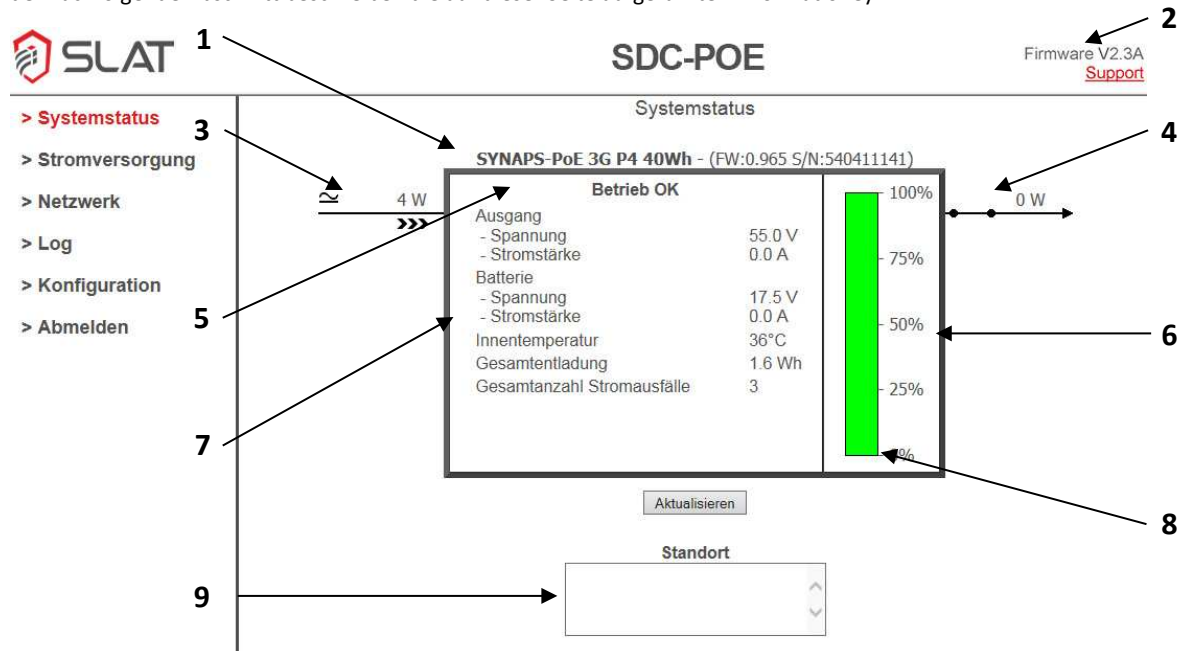 2
1
SLAT
SDC-POE
Firmware V2.3A
Support
> Systemstatus
> Stromversorgung
> Netzwerk
> Log
> Konfiguration
> Abmelden
3
4
5
6
7
8
9
Systemstatus
SYNAPS-PoE 3G P4 40Wh - (FW:0.965 S/N:540411141)
4 W
0 W
Betrieb OK
Ausgang
- Spannung 55.0 V
- Stromstärke 0.0 A
Batterie
- Spannung 17.5 V
- Stromstärke 0.0 A
Innentemperatur 36°C
Gesamtentladung 1.6 Wh
Gesamtanzahl Stromausfälle 3
100%
75%
50%
25%
Aktualisieren
Standort